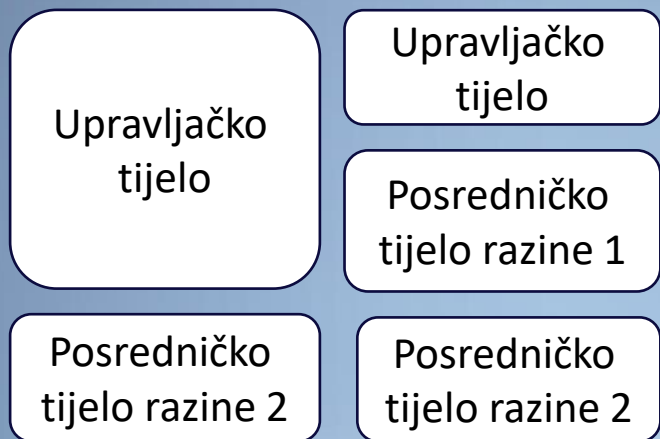 Upravljačko
tijelo
Upravljačko
tijelo
Posredničko
tijelo razine 1
Posredničko
tijelo razine 2
Posredničko
tijelo razine 2